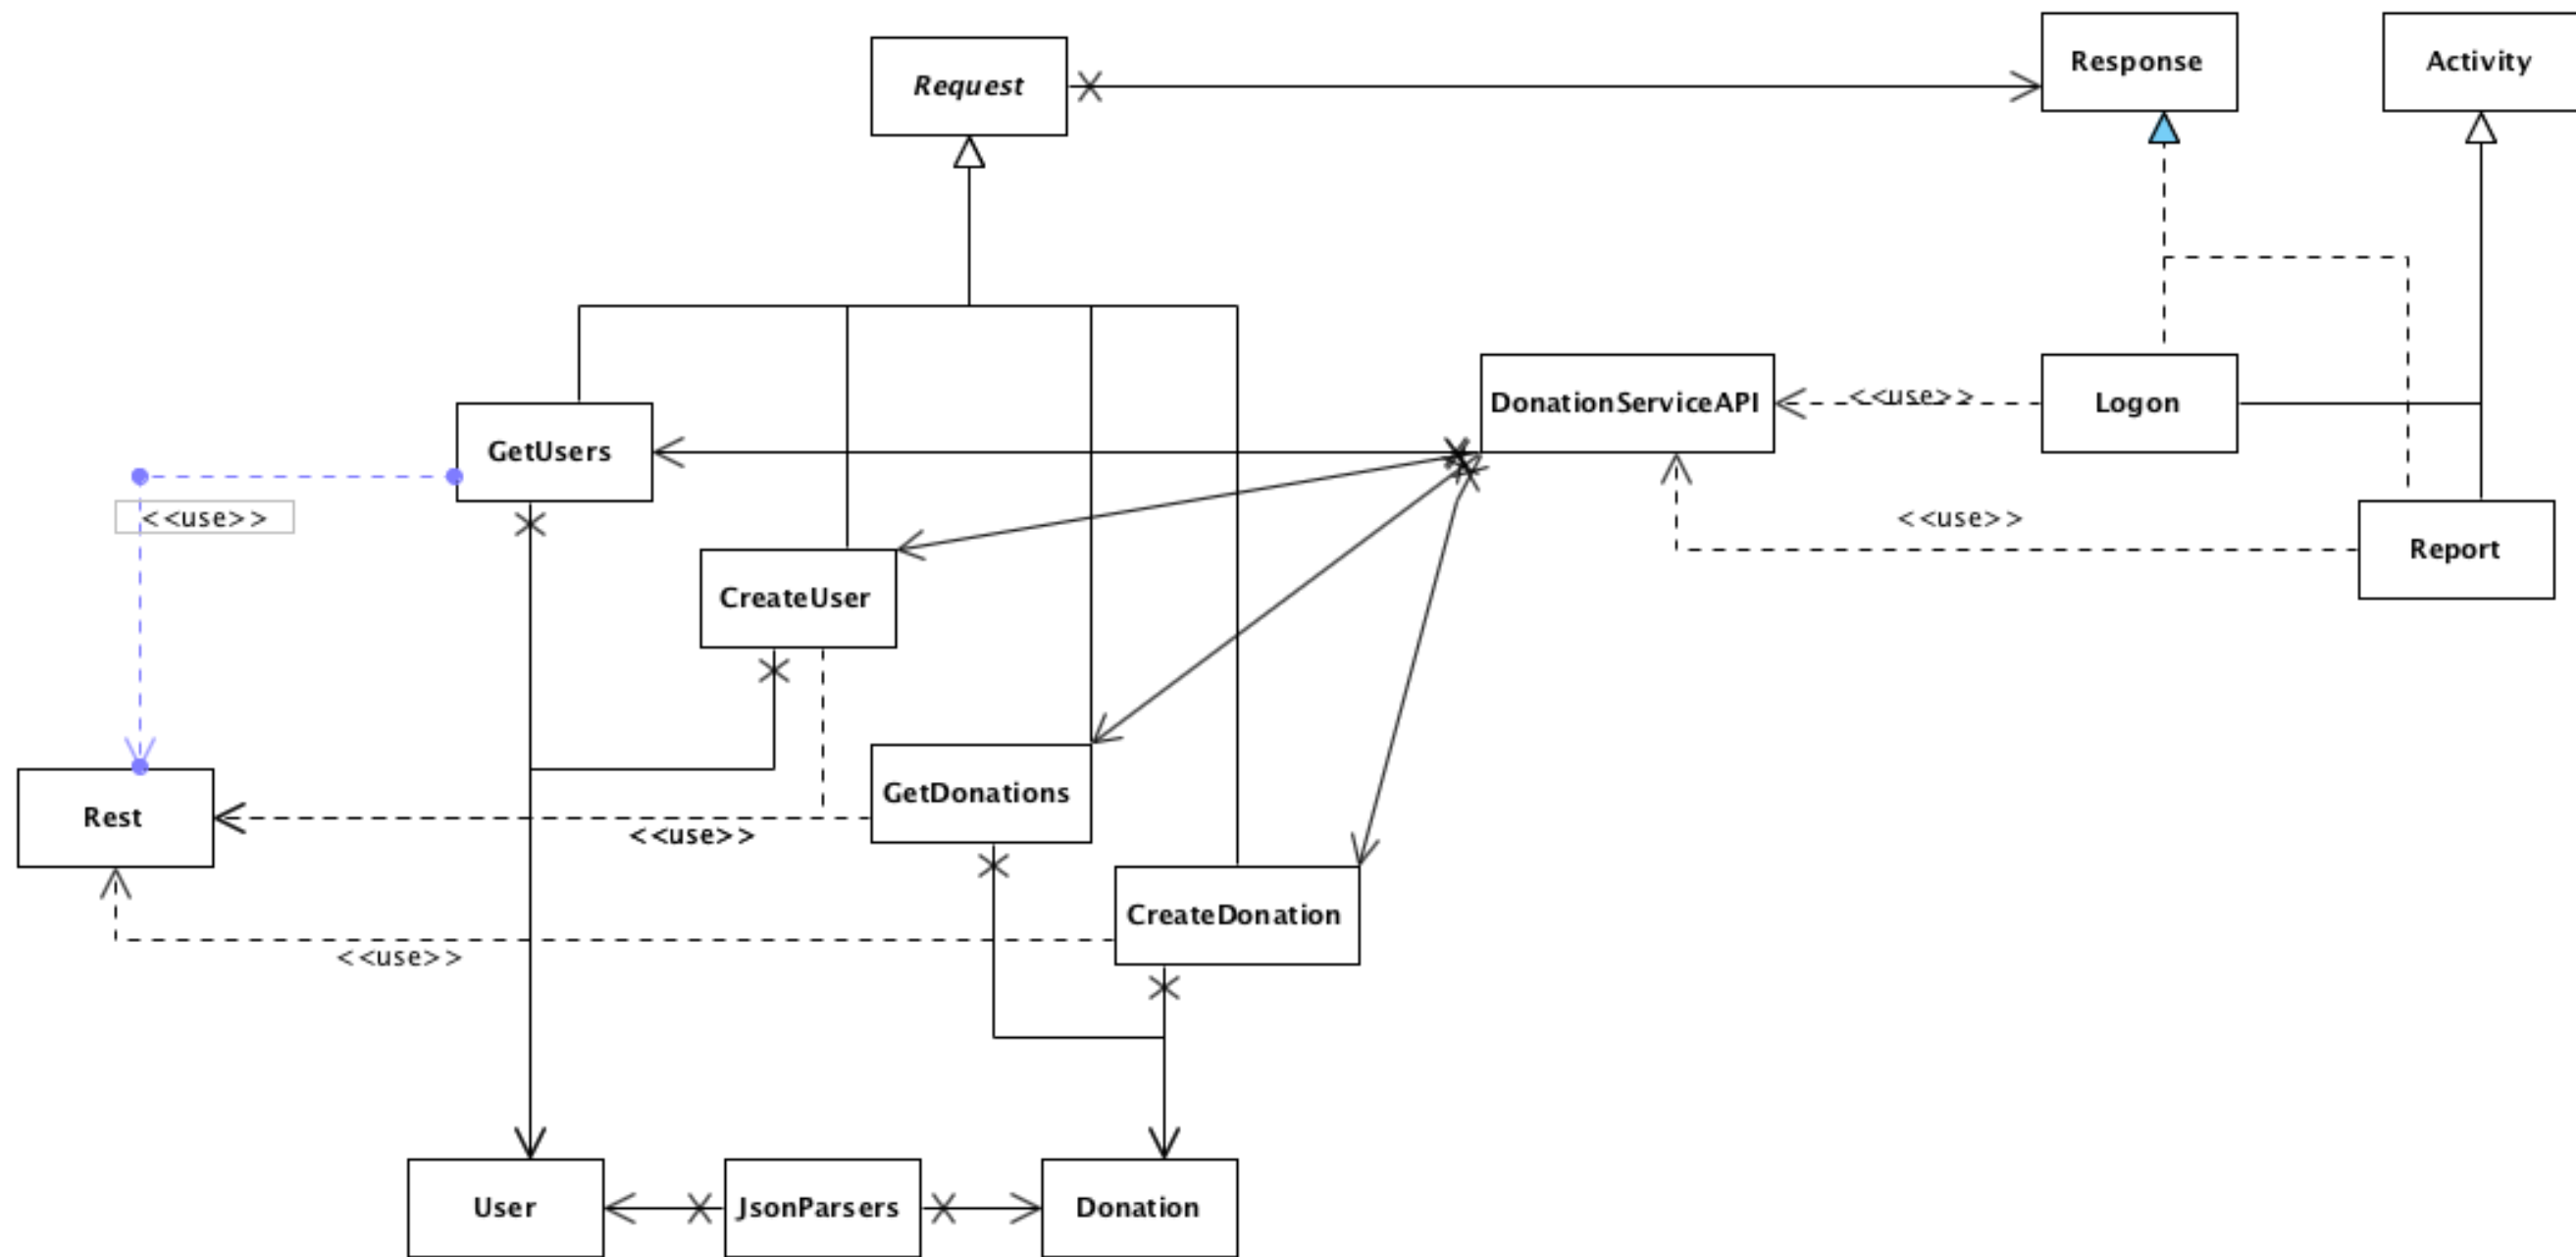 Response
Activity
Request
DonationServiceAPI
<<use>>
Logon
GetUsers
<<use>>
<<use>>
Report
CreateUser
GetDonations
Rest
<<use>>
CreateDonation
<<use>>
User
JsonParsers
Donation